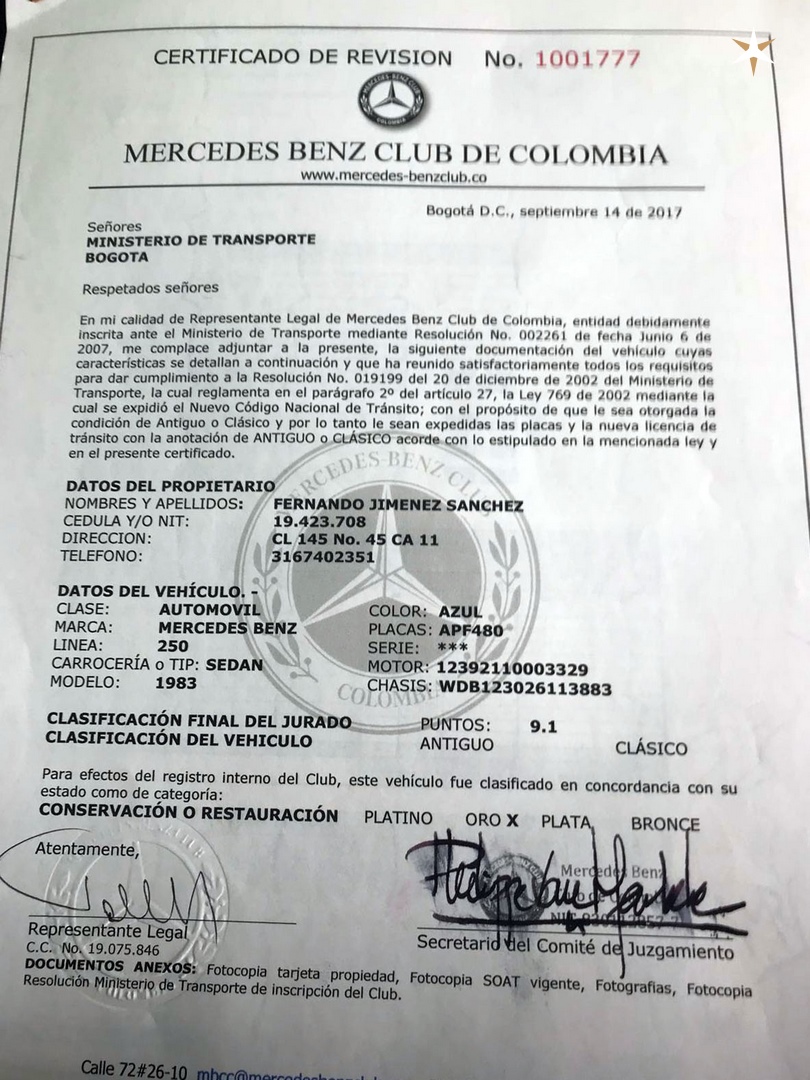 CERTIFICADO DE REVISION No. 1001777
MERCEDES-BENZ CLUB
COLOMBIA
MERCEDES BENZ CLUB DE COLOMBIA
www.mercedes-benzclub.co
Bogotá D.C., septiembre 14 de 2017
Señores
MINISTERIO DE TRANSPORTE
BOGOTA
Respetados señores
En mi calidad de Representante Legal de Mercedes Benz Club de Colombia, entidad debidamente
inscrita ante el Ministerio de Transporte mediante Resolución No. 002261 de fecha Junio 6 de
2007, me complace adjuntar a la presente, la siguiente documentación del vehículo cuyas
características se detallan a continuación y que ha reunido satisfactoriamente todos los requisitos
para dar cumplimiento a la Resolución No. 019199 del 20 de diciembre de 2002 del Ministerio de
Transporte, la cual reglamenta en el parágrafo 2º del artículo 27, la Ley 769 de 2002 mediante la
cual se expidió el Nuevo Código Nacional de Tránsito; con el propósito de que le sea otorgada la
condición de Antiguo o Clásico y por lo tanto le sean expedidas las placas y la nueva licencia de
tránsito con la anotación de ANTIGUO o CLÁSICO acorde con lo estipulado en la mencionada ley y
en el presente certificado.
MERCEDES-BENZ CLUB
DATOS DEL PROPIETARIO
NOMBRES Y APELLIDOS: FERNANDO JIMENEZ SANCHEZ
CEDULA Y/O NIT: 19.423.708
DIRECCION: CL 145 No. 45 CA 11
TELEFONO: 3167402351
DATOS DEL VEHÍCULO. -
CLASE: AUTOMOVIL COLOR: AZUL
MARCA: MERCEDES BENZ PLACAS: APF480
LINEA: 250 SERIE: ***
CARROCERÍA o TIP: SEDAN MOTOR: 12392110003329
MODELO: 1983 CHASIS: WDB123026113883
COLOMBIA
CLASIFICACIÓN FINAL DEL JURADO PUNTOS: 9.1
CLASIFICACIÓN DEL VEHICULO ANTIGUO CLÁSICO
Para efectos del registro interno del Club, este vehículo fue clasificado en concordancia con su
estado como de categoría:
CONSERVACIÓN O RESTAURACIÓN PLATINO ORO X PLATA BRONCE
Atentamente,
Mercedes Benz
Representante Legal
C.C. No. 19.075.846
Secretario del Comité de Juzgamiento
DOCUMENTOS ANEXOS: Fotocopia tarjeta propiedad, Fotocopia SOAT vigente, Fotografias, Fotocopia
Resolución Ministerio de Transporte de inscripción del Club.
Calle 72#26-10